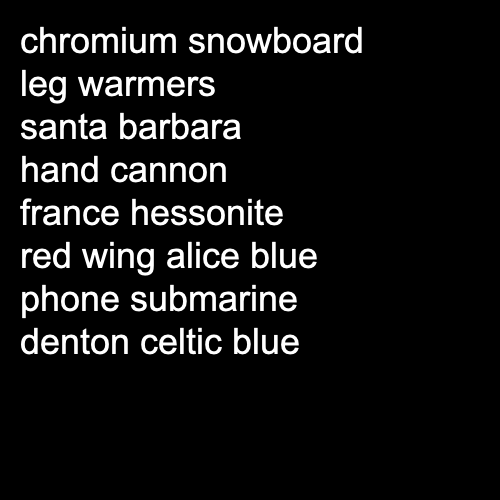 chromium snowboard
leg warmers
santa barbara
hand cannon
france hessonite
red wing alice blue
phone submarine
denton celtic blue